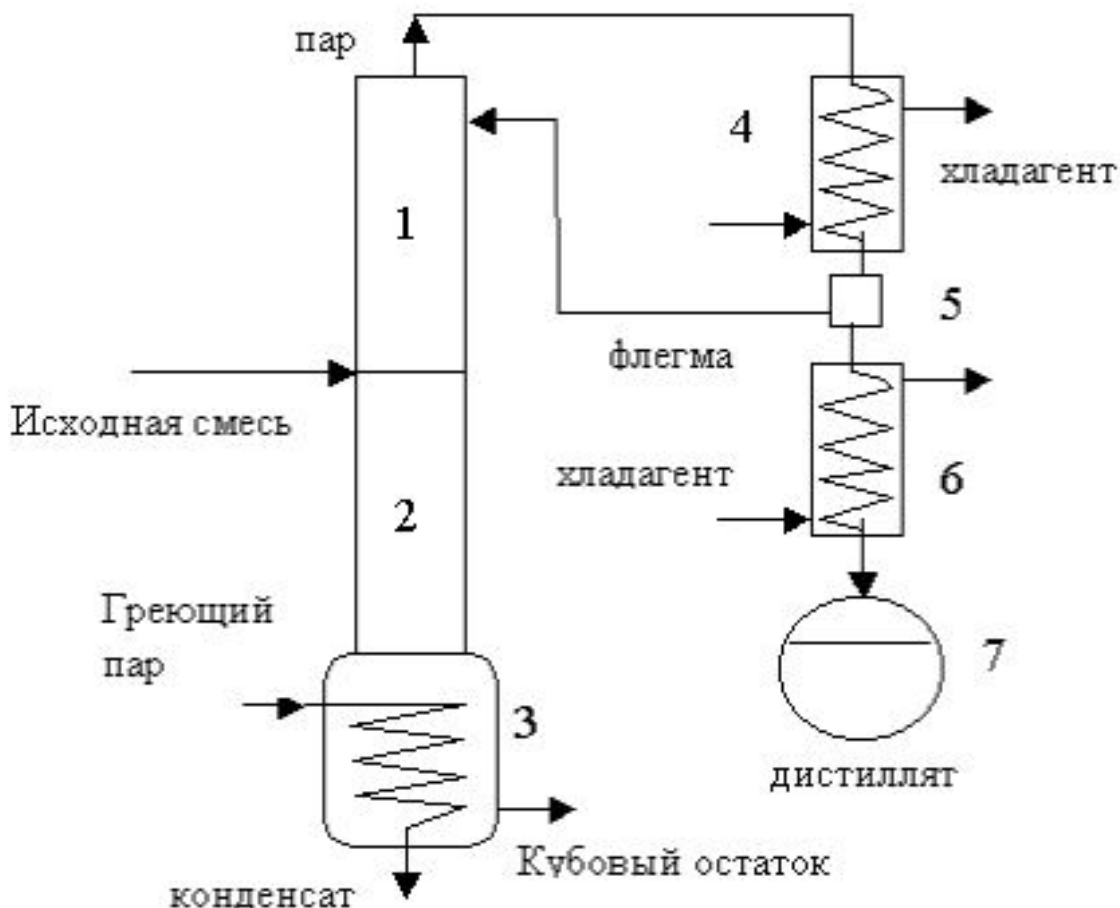 пар
4
хладагент
1
5
флегма
Исходная смесь
хладагент
6
2
Греющий
пар
7
3
дистиллят
Кубовый остаток
конденсат